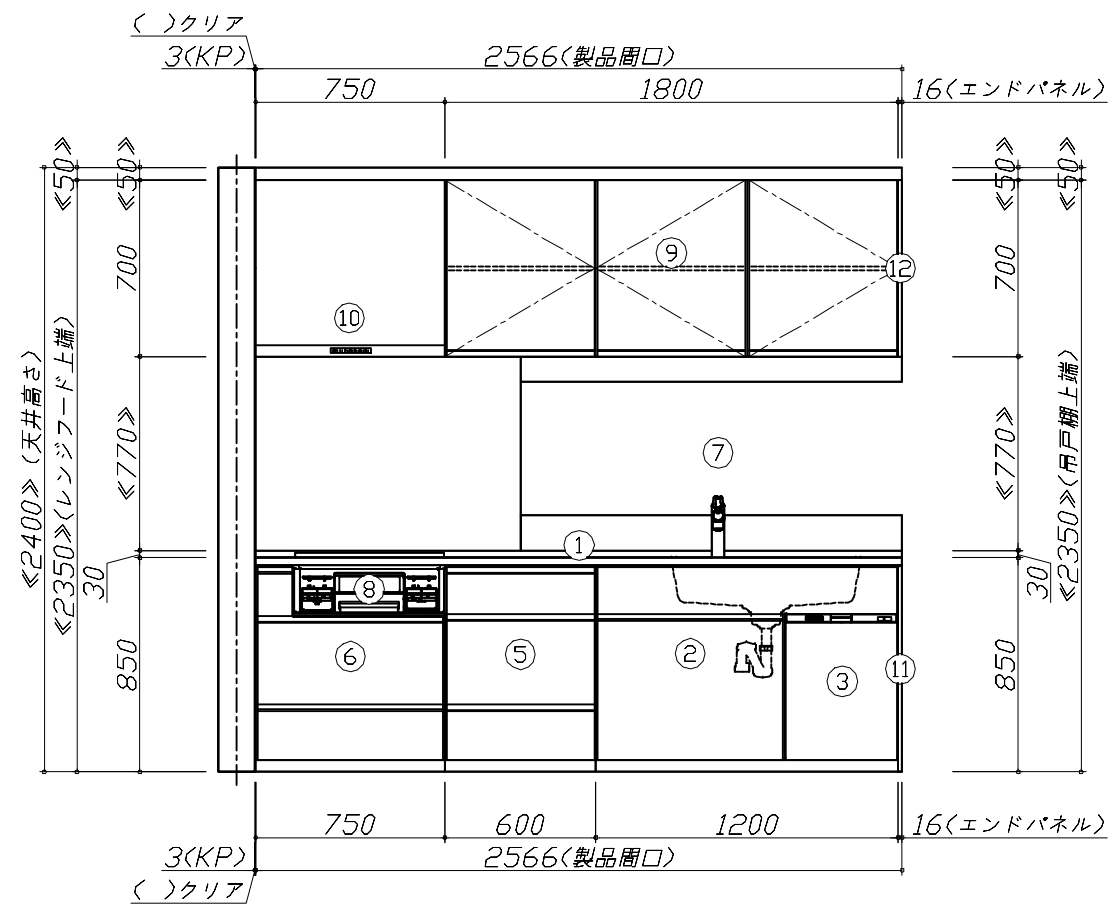 ( )クリア
3(KP)
2566(製品間口)
750
1800
16(エンドパネル)
≪50≫
≪50≫
≪50≫
≪50≫
700
700
9
12
10
≪2400≫(天井高さ)
≪2350≫(レンジフード上端)
≪770≫
≪770≫
≪2350≫(吊戸棚上端)
7
1
30
30
8
850
850
6
5
2
3
11
750
600
1200
16(エンドパネル)
3(KP)
2566(製品間口)
( )クリア